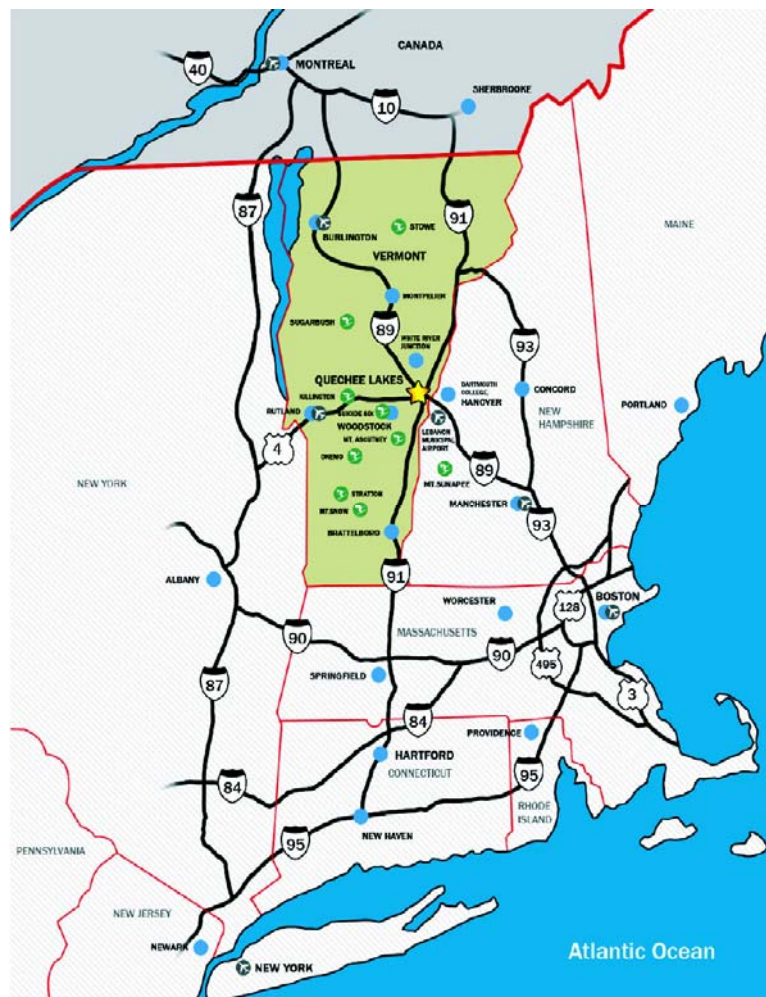 CANADA
40
MONTREAL
SHERBROOKE
10
87
91
BURLINGTON
STOWE
MAINE
VERMONT
MONTPELIER
SUGARBUSH
89
93
WHITE RIVER
JUNCTION
QUECHEE LAKES
KILLINGTON
DARTMOUTH
COLLEGE,
HANOVER
CONCORD
PORTLAND
RUTLAND
SUICIDE SIX
WOODSTOCK
NEW
HAMPSHIRE
LEBANON
MUNICIPAL
AIRPORT
4
MT. ASCUTNEY
OKEMO
89
MT. SUNAPEE
NEW YORK
STRATTON
MT. SNOW
MANCHESTER
93
BRATTLEBORO
ALBANY
91
WORCESTER
128
BOSTON
MASSACHUSETTS
90
90
495
SPRINGFIELD
87
3
84
PROVIDENCE
HARTFORD
CONNECTICUT
84
95
RHODE
ISLAND
NEW HAVEN
95
PENNSYLVANIA
NEW JERSEY
NEWARK
NEW YORK
Atlantic Ocean